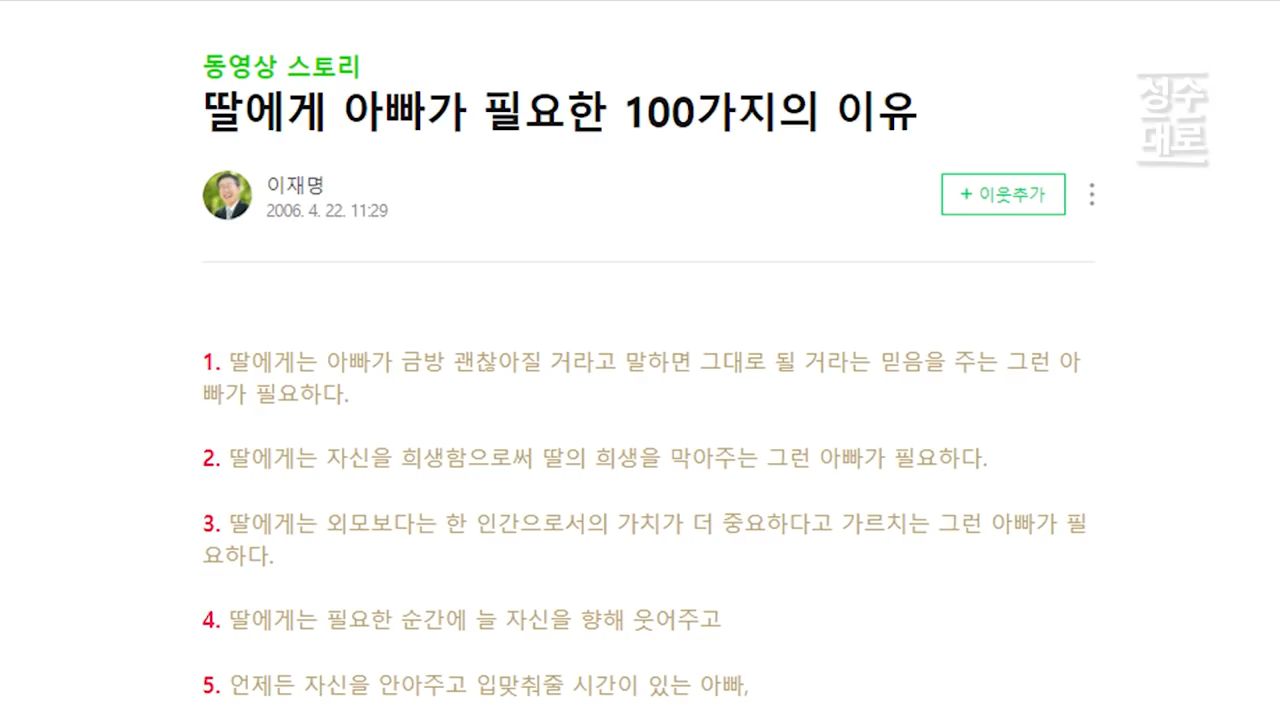 동영상 스토리
딸에게 아빠가 필요한 100가지의 이유
성수
대로
이재명
2006. 4. 22. 11:29
+ 이웃추가
1. 딸에게는 아빠가 금방 괜찮아질 거라고 말하면 그대로 될 거라는 믿음을 주는 그런 아
빠가 필요하다.
2. 딸에게는 자신을 희생함으로써 딸의 희생을 막아주는 그런 아빠가 필요하다.
3. 딸에게는 외모보다는 한 인간으로서의 가치가 더 중요하다고 가르치는 그런 아빠가 필
요하다.
4. 딸에게는 필요한 순간에 늘 자신을 향해 웃어주고
5. 언제든 자신을 안아주고 입맞춰줄 시간이 있는 아빠,